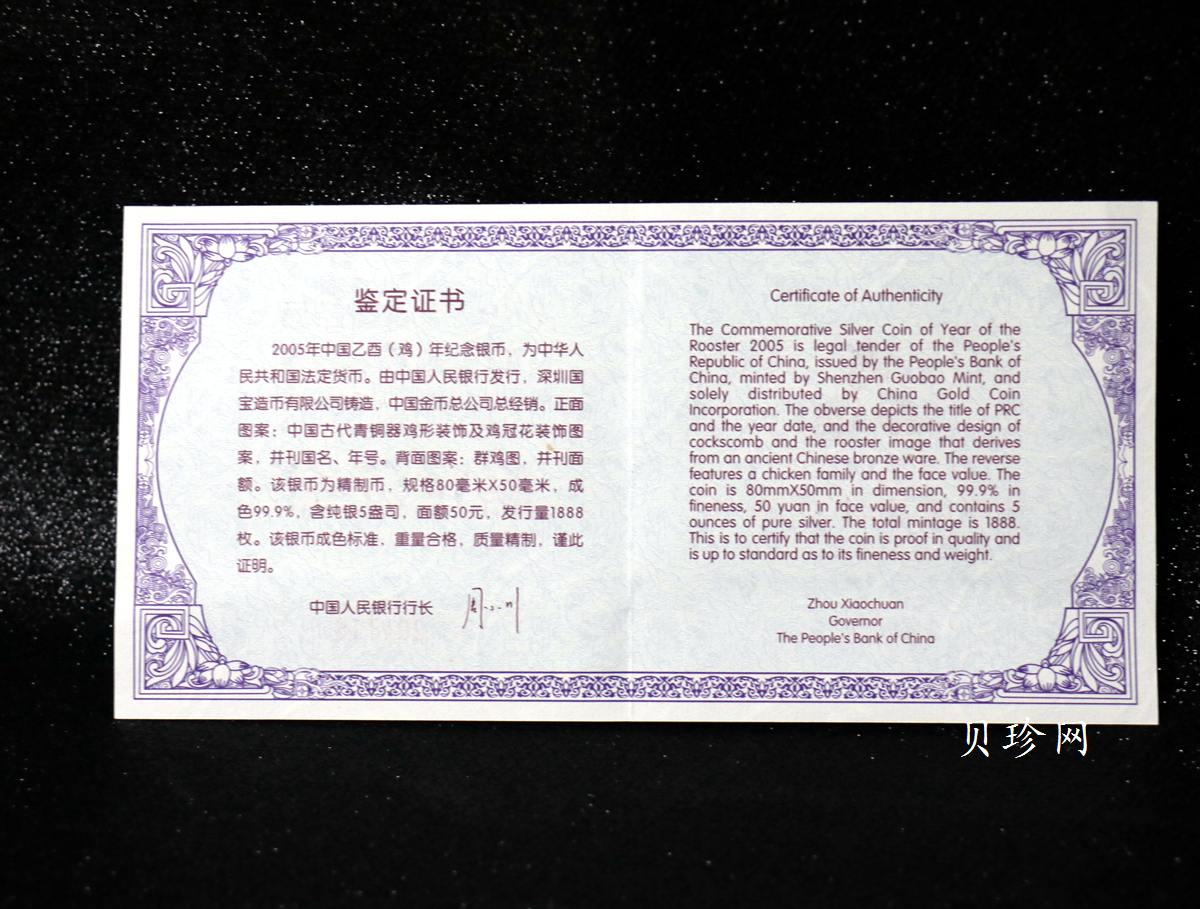 鉴定证书
2005年中国乙酉（鸡）年纪念银币，为中华人
民共和国法定货币。由中国人民银行发行，深圳国
宝造币有限公司铸造，中国金币总公司总经销。正面
图案：中国古代青铜器鸡形装饰及鸡冠花装饰图
案，并刊国名、年号。背面图案：群鸡图，并刊面
额。该银币为精制币，规格80毫米X50毫米，成
色99.9%，含纯银5盎司，面额50元，发行量1888
枚。该银币成色标准，重量合格，质量精制，谨此
证明。
中国人民银行行长 周小川
Certificate of Authenticity
The Commemorative Silver Coin of Year of the
Rooster 2005 is legal tender of the People's
Republic of China, issued by the People's Bank of
China, minted by Shenzhen Guobao Mint, and
solely distributed by China Gold Coin
Incorporation. The obverse depicts the title of PRC
and the year date, and the decorative design of
cockscomb and the rooster image that derives
from an ancient Chinese bronze ware. The reverse
features a chicken family and the face value. The
coin is 80mmX50mm in dimension, 99.9% in
fineness, 50 yuan in face value, and contains 5
ounces of pure silver. The total mintage is 1888.
This is to certify that the coin is proof in quality and
is up to standard as to its fineness and weight.
Zhou Xiaochuan
Governor
The People's Bank of China
贝珍网